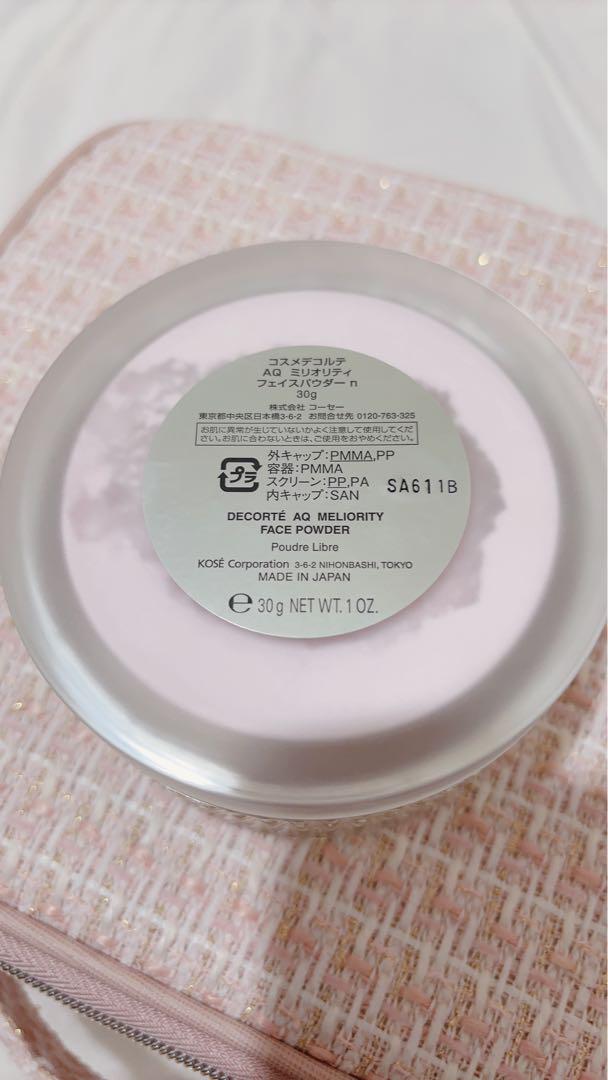 コスメデコルテ
AQ ミリオリティ
フェイスパウダー n
30g
株式会社 コーセー
東京都中央区日本橋3-6-2 お問合せ先 0120-763-325
お肌に異常が生じていないかよく注意して使用してくだ
さい。お肌に合わないときは、ご使用をおやめください。
プラ
外キャップ:PMMA,PP
容器:PMMA
スクリーン:PP,PA
内キャップ:SAN
SA611B
DECORTÉ AQ MELIORITY
FACE POWDER
Poudre Libre
KOSÉ Corporation 3-6-2 NIHONBASHI, TOKYO
MADE IN JAPAN
℮ 30g NET WT. 1 OZ.